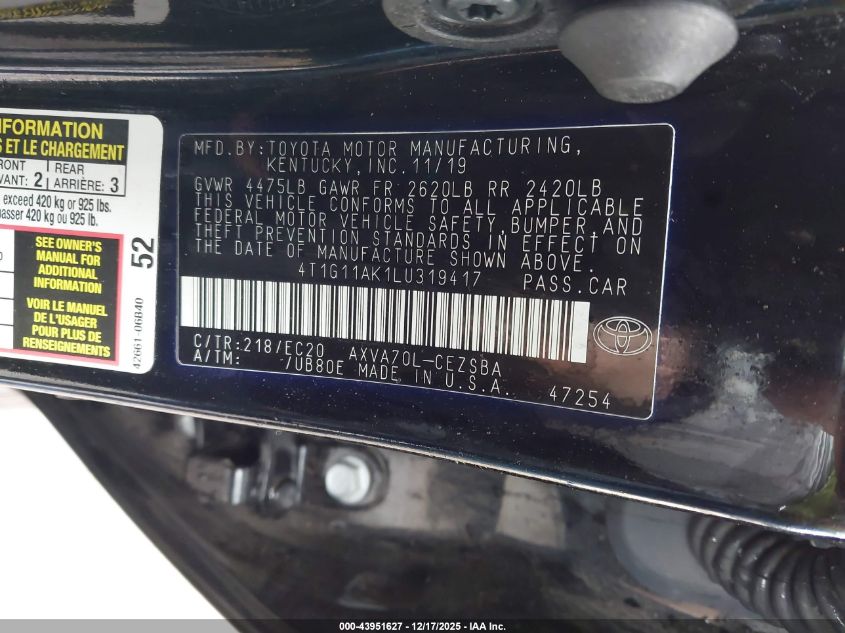 INFORMATION
S ET LE CHARGEMENT
FRONT
VANT: 2
REAR
ARRIÈRE: 3
exceed 420 kg or 925 lbs.
passer 420 kg ou 925 lb.
SEE OWNER'S
MANUAL FOR
ADDITIONAL
INFORMATION
VOIR LE MANUEL
DE L'USAGER
POUR PLUS DE
RENSEIGNEMENTS
52
42661-06B40
MFD.BY:TOYOTA MOTOR MANUFACTURING,
KENTUCKY,INC.11/19
GVWR 4475LB GAWR FR 2620LB RR 2420LB
THIS VEHICLE CONFORMS TO ALL APPLICABLE
FEDERAL MOTOR VEHICLE SAFETY,BUMPER,AND
THEFT PREVENTION STANDARDS IN EFFECT ON
THE DATE OF MANUFACTURE SHOWN ABOVE.
4T1G11AK1LU319417 PASS.CAR
C/TR:218/EC20 AXVA70L-CEZSBA
A/TM: -/UB80E MADE IN U.S.A.
47254
000-43951627 - 12/17/2025 - IAA Inc.